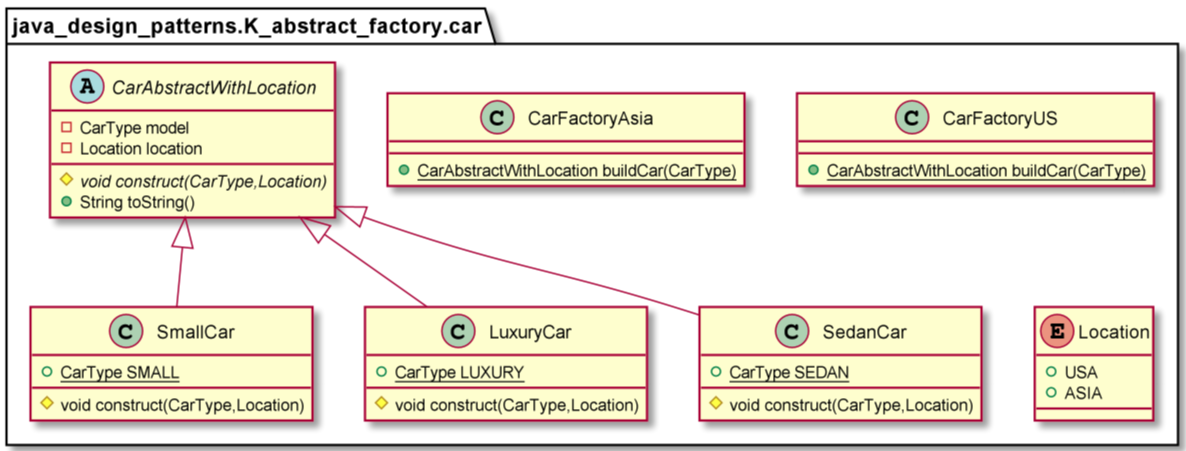 java_design_patterns.K_abstract_factory.car
A CarAbstractWithLocation
CarType model
Location location
void construct(CarType,Location)
String toString()
C CarFactoryAsia
CarAbstractWithLocation buildCar(CarType)
C CarFactoryUS
CarAbstractWithLocation buildCar(CarType)
C SmallCar
CarType SMALL
void construct(CarType,Location)
C LuxuryCar
CarType LUXURY
void construct(CarType,Location)
C SedanCar
CarType SEDAN
void construct(CarType,Location)
E Location
USA
ASIA